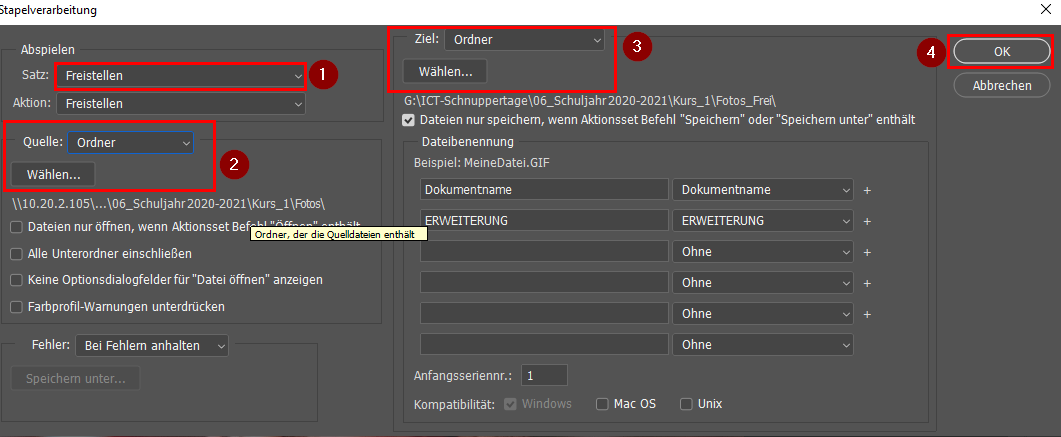 Stapelverarbeitung
Abspielen
Satz: Freistellen
1
Aktion: Freistellen
Quelle: Ordner
Wählen...
2
\\10.20.2.105\...\06_Schuljahr 2020-2021\Kurs_1\Fotos\
Dateien nur öffnen, wenn Aktionsset Befehl "Öffnen" enthält
Ordner, der die Quelldateien enthält
Alle Unterordner einschließen
Keine Optionsdialogfelder für "Datei öffnen" anzeigen
Farbprofil-Warnungen unterdrücken
Fehler: Bei Fehlern anhalten
Speichern unter...
Ziel: Ordner
3
Wählen...
G:\ICT-Schnuppertage\06_Schuljahr 2020-2021\Kurs_1\Fotos_Frei\
Dateien nur speichern, wenn Aktionsset Befehl "Speichern" oder "Speichern unter" enthält
Dateibenennung
Beispiel: MeineDatei.GIF
Dokumentname Dokumentname +
ERWEITERUNG ERWEITERUNG +
Ohne +
Ohne +
Ohne +
Ohne
Anfangsseriennr.: 1
Kompatibilität: Windows Mac OS Unix
4
OK
Abbrechen